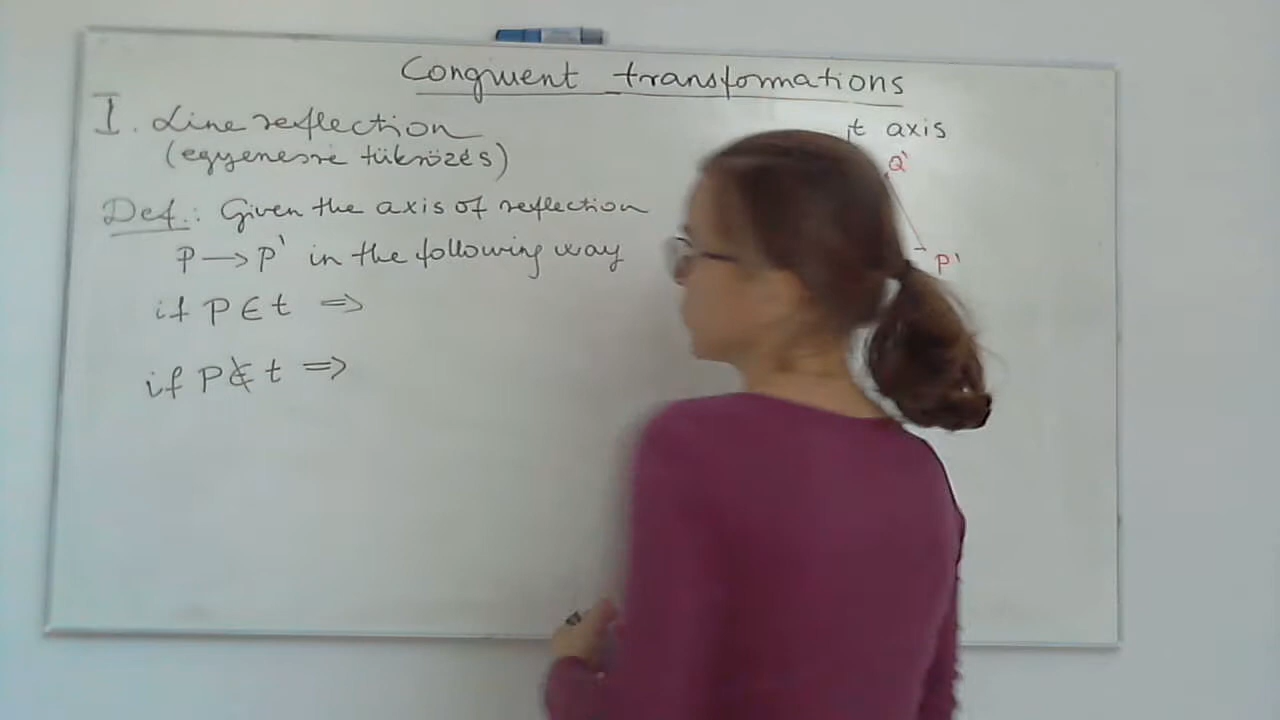 Congruent transformations
I. Line reflection
(egyenesre tükrözés)
t axis
Q'
Def.: Given the axis of reflection
P → P' in the following way
P'
if P ∈ t ⇒
if P ∉ t ⇒